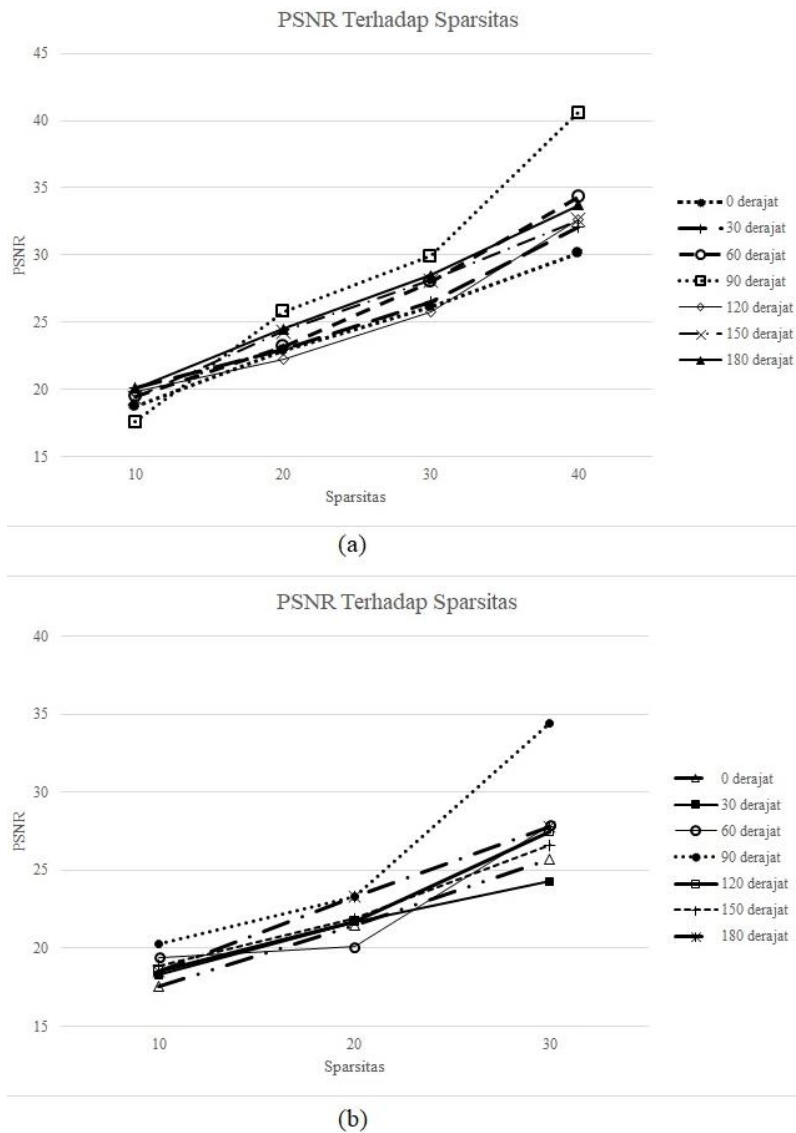 PSNR Terhadap Sparsitas
45
40
35
30
25
20
15
PSNR
10 20 30 40
Sparsitas
0 derajat
30 derajat
60 derajat
90 derajat
120 derajat
150 derajat
180 derajat
(a)
PSNR Terhadap Sparsitas
40
35
30
25
20
15
PSNR
10 20 30
Sparsitas
0 derajat
30 derajat
60 derajat
90 derajat
120 derajat
150 derajat
180 derajat
(b)